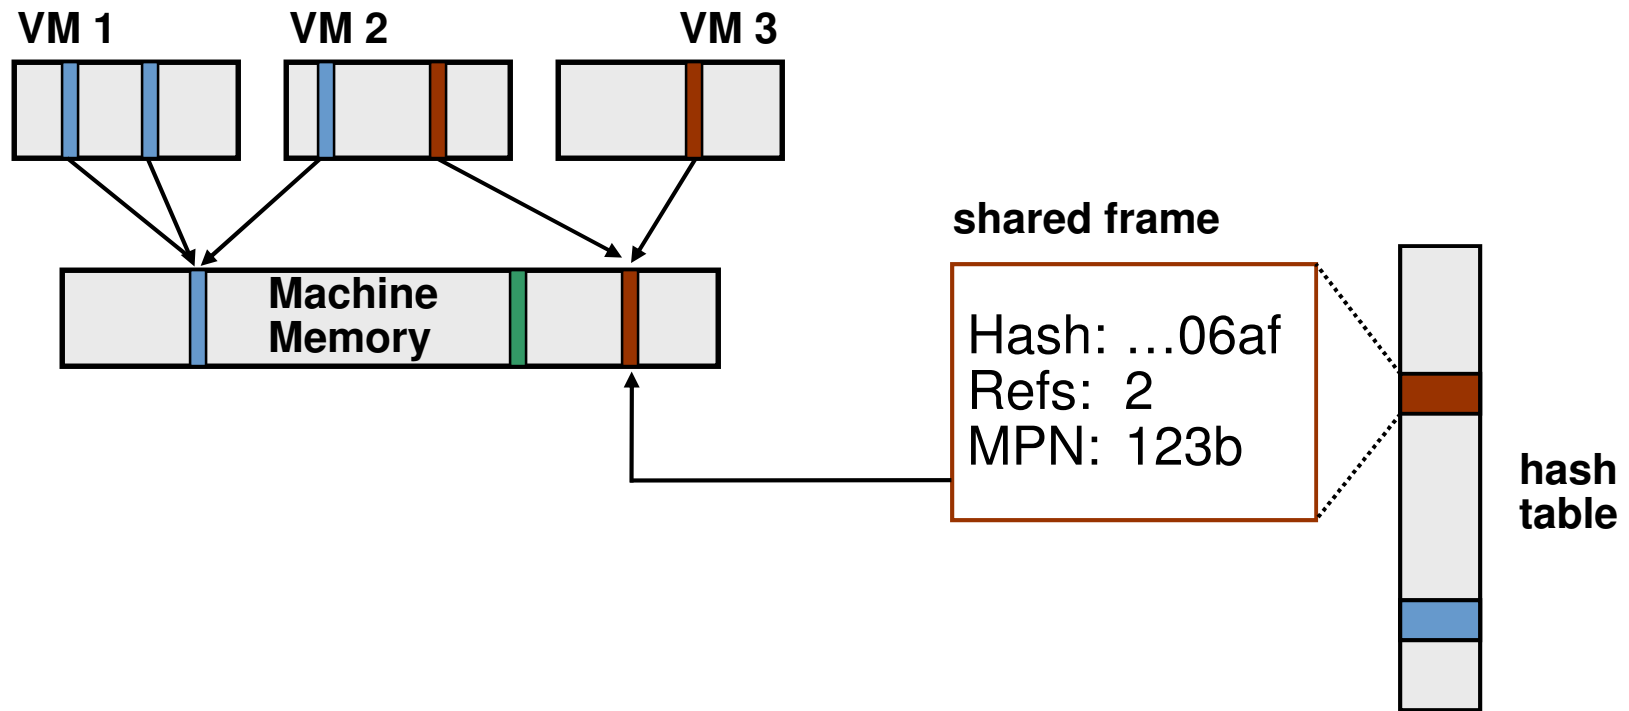 VM 1
VM 2
VM 3
Machine
Memory
shared frame
Hash: …06af
Refs: 2
MPN: 123b
hash
table